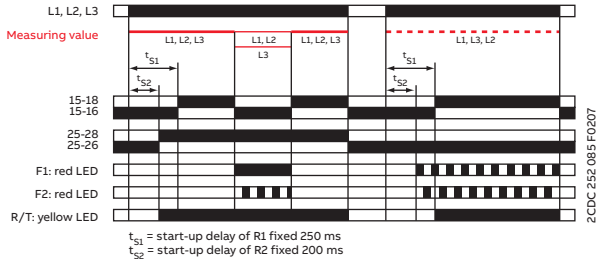 L1, L2, L3
Measuring value
L1, L2, L3
L1, L2
L3
L1, L2, L3
L1, L3, L2
tS1
tS2
tS1
tS2
15-18
15-16
25-28
25-26
F1: red LED
F2: red LED
R/T: yellow LED
tS1 = start-up delay of R1 fixed 250 ms
tS2 = start-up delay of R2 fixed 200 ms
2CDC 252 085 F0207